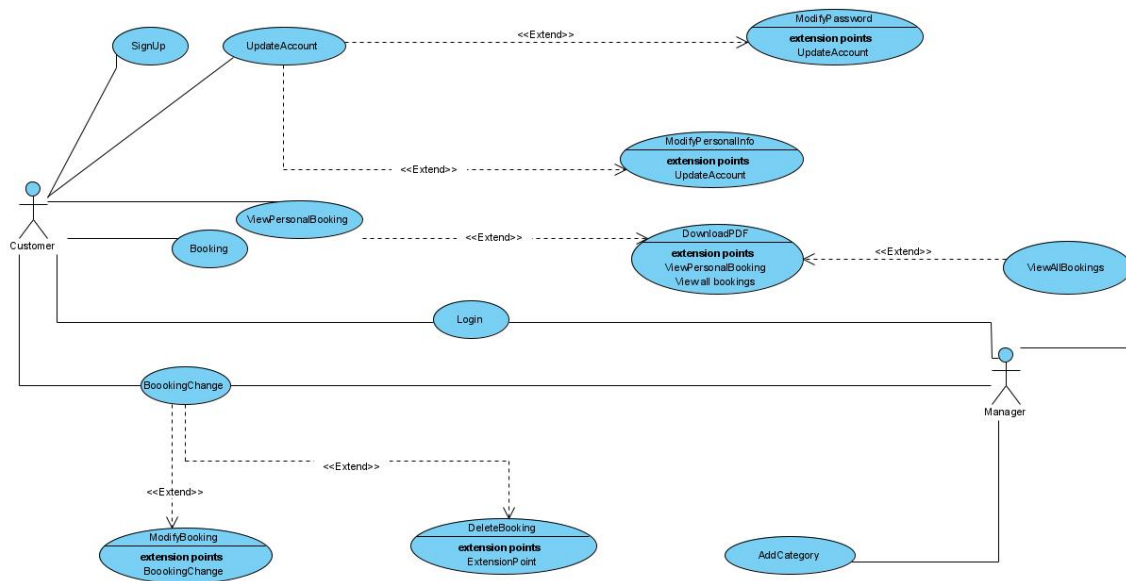 ModifyPassword
extension points
UpdateAccount
SignUp
UpdateAccount
<<Extend>>
ModifyPersonalInfo
extension points
UpdateAccount
<<Extend>>
Customer
ViewPersonalBooking
Booking
<<Extend>>
DownloadPDF
extension points
ViewPersonalBooking
View all bookings
<<Extend>>
ViewAllBookings
Login
BoookingChange
Manager
<<Extend>>
<<Extend>>
ModifyBooking
extension points
BoookingChange
DeleteBooking
extension points
ExtensionPoint
AddCategory